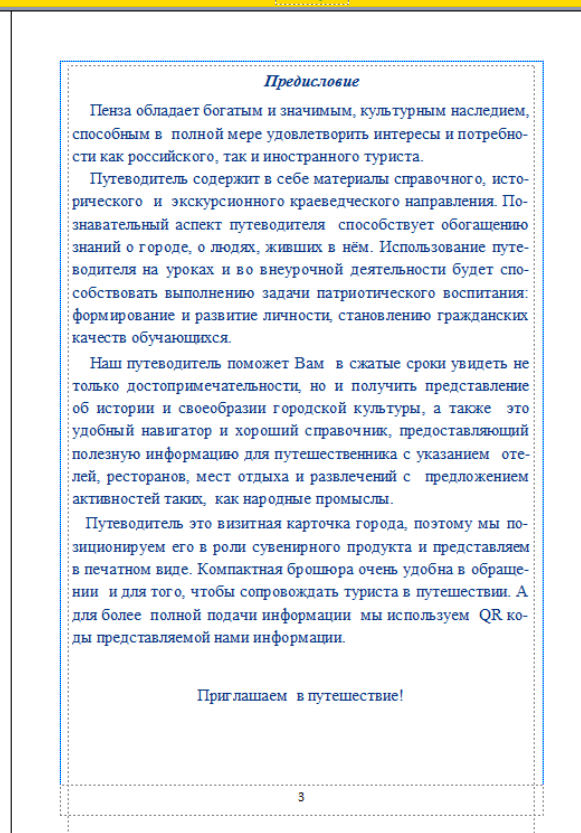 Предисловие
Пенза обладает богатым и значимым, культурным наследием,
способным в полной мере удовлетворить интересы и потребно-
сти как российского, так и иностранного туриста.
Путеводитель содержит в себе материалы справочного, исто-
рического и экскурсионного краеведческого направления. По-
знавательный аспект путеводителя способствует обогащению
знаний о городе, о людях, живших в нём. Использование путе-
водителя на уроках и во внеурочной деятельности будет спо-
собствовать выполнению задачи патриотического воспитания:
формирование и развитие личности, становлению гражданских
качеств обучающихся.
Наш путеводитель поможет Вам в сжатые сроки увидеть не
только достопримечательности, но и получить представление
об истории и своеобразии городской культуры, а также это
удобный навигатор и хороший справочник, предоставляющий
полезную информацию для путешественника с указанием оте-
лей, ресторанов, мест отдыха и развлечений с предложением
активностей таких, как народные промыслы.
Путеводитель это визитная карточка города, поэтому мы по-
зиционируем его в роли сувенирного продукта и представляем
в печатном виде. Компактная брошюра очень удобна в обраще-
нии и для того, чтобы сопровождать туриста в путешествии. А
для более полной подачи информации мы используем QR ко-
ды представляемой нами информации.
Приглашаем в путешествие!
3